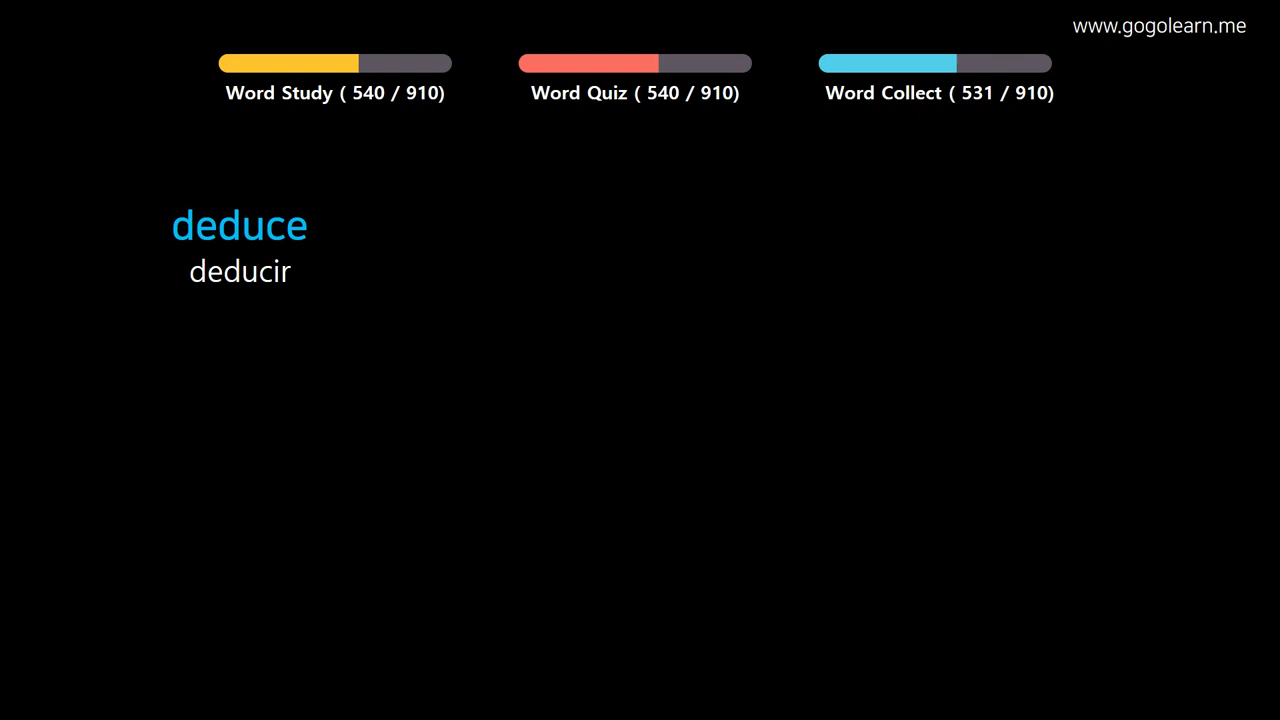 www.gogolearn.me
Word Study ( 540 / 910)
Word Quiz ( 540 / 910)
Word Collect ( 531 / 910)
deduce
deducir